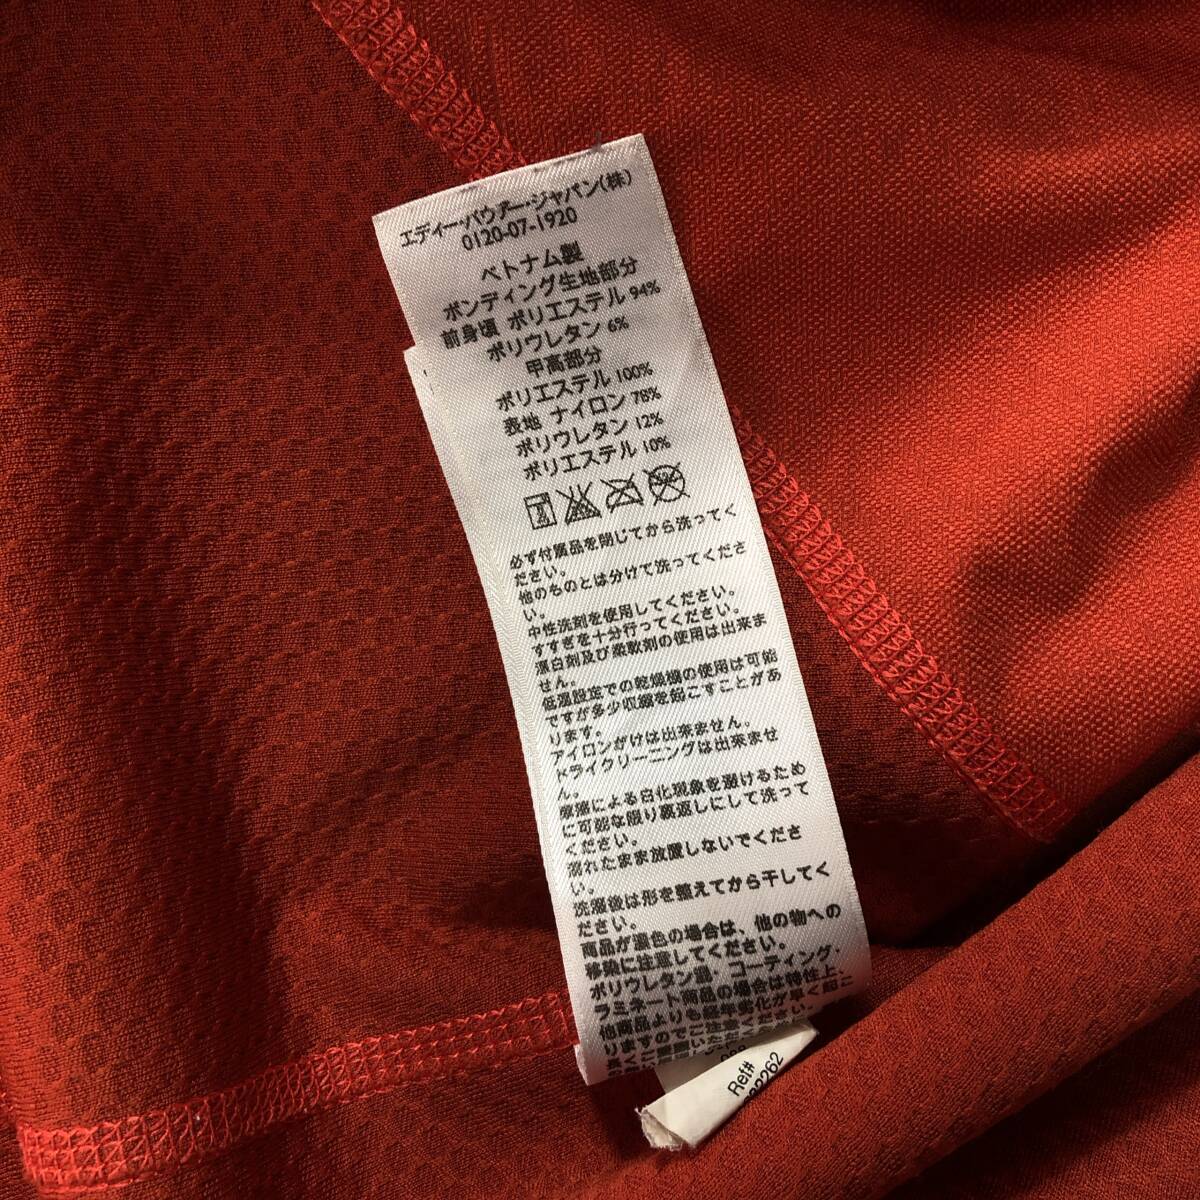 エディー・バウアー・ジャパン(株)
0120-07-1920
ベトナム製
ボンディング生地部分
前身頃 ポリエステル 94%
ポリウレタン 6%
甲高部分
ポリエステル 100%
表地 ナイロン 78%
ポリウレタン 12%
ポリエステル 10%
必ず付属品を閉じてから洗ってく
ださい。
他のものとは分けて洗ってくださ
い。
中性洗剤を使用してください。
すすぎを十分行ってください。
漂白剤及び柔軟剤の使用は出来ま
せん。
低温設定での乾燥機の使用は可能
ですが多少収縮を起こすことがあ
ります。
アイロンがけは出来ません。
ドライクリーニングは出来ませ
ん。
摩擦による白化現象を避けるため
に可能な限り裏返しにして洗って
ください。
濡れたまま放置しないでくださ
い。
洗濯後は形を整えてから干してく
ださい。
商品が濃色の場合は、他の物への
移染に注意してください。
ポリウレタン混、コーティング、
ラミネート商品の場合は特性上、
他商品よりも経年劣化が早く起こ
りますので
Ref#
32262